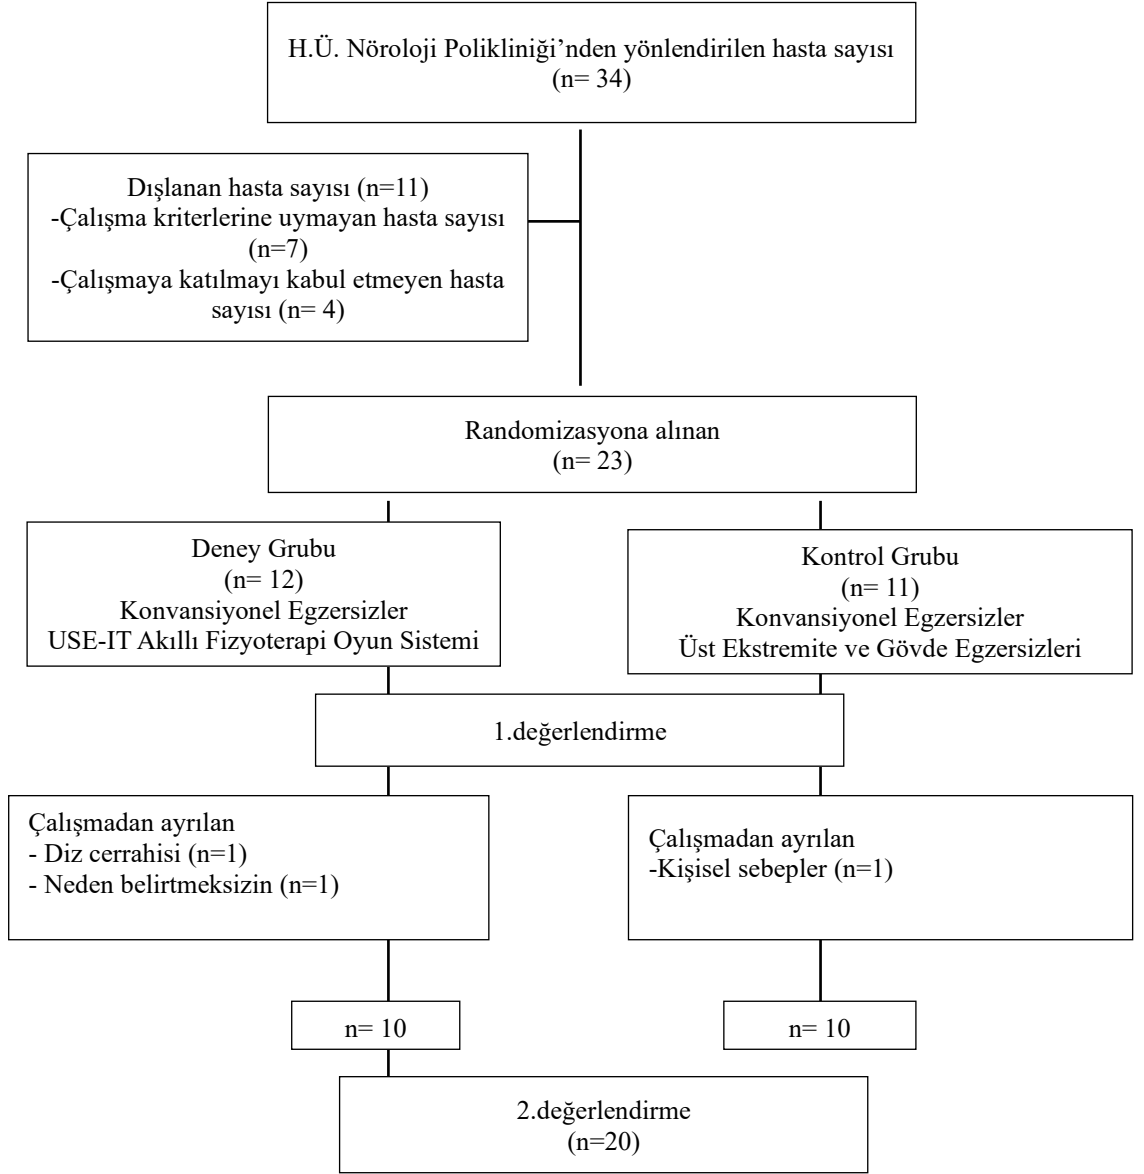 H.Ü. Nöroloji Polikliniği’nden yönlendirilen hasta sayısı
(n= 34)
Dışlanan hasta sayısı (n=11)
-Çalışma kriterlerine uymayan hasta sayısı
(n=7)
-Çalışmaya katılmayı kabul etmeyen hasta
sayısı (n= 4)
Randomizasyona alınan
(n= 23)
Deney Grubu
(n= 12)
Konvansiyonel Egzersizler
USE-IT Akıllı Fizyoterapi Oyun Sistemi
Kontrol Grubu
(n= 11)
Konvansiyonel Egzersizler
Üst Ekstremite ve Gövde Egzersizleri
1.değerlendirme
Çalışmadan ayrılan
- Diz cerrahisi (n=1)
- Neden belirtmeksizin (n=1)
Çalışmadan ayrılan
-Kişisel sebepler (n=1)
n= 10
n= 10
2.değerlendirme
(n=20)